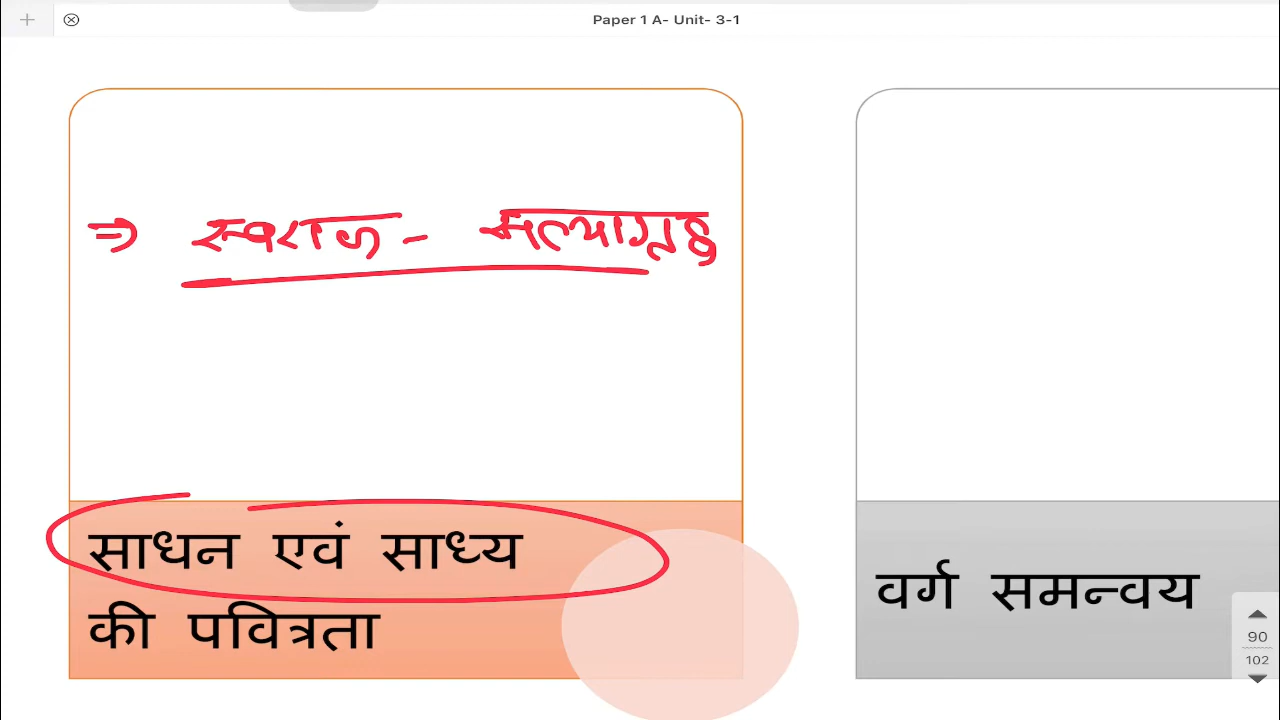 Paper 1 A- Unit- 3-1
⇒ स्वराज - सत्याग्रह
साधन एवं साध्य
की पवित्रता
वर्ग समन्वय
90
102